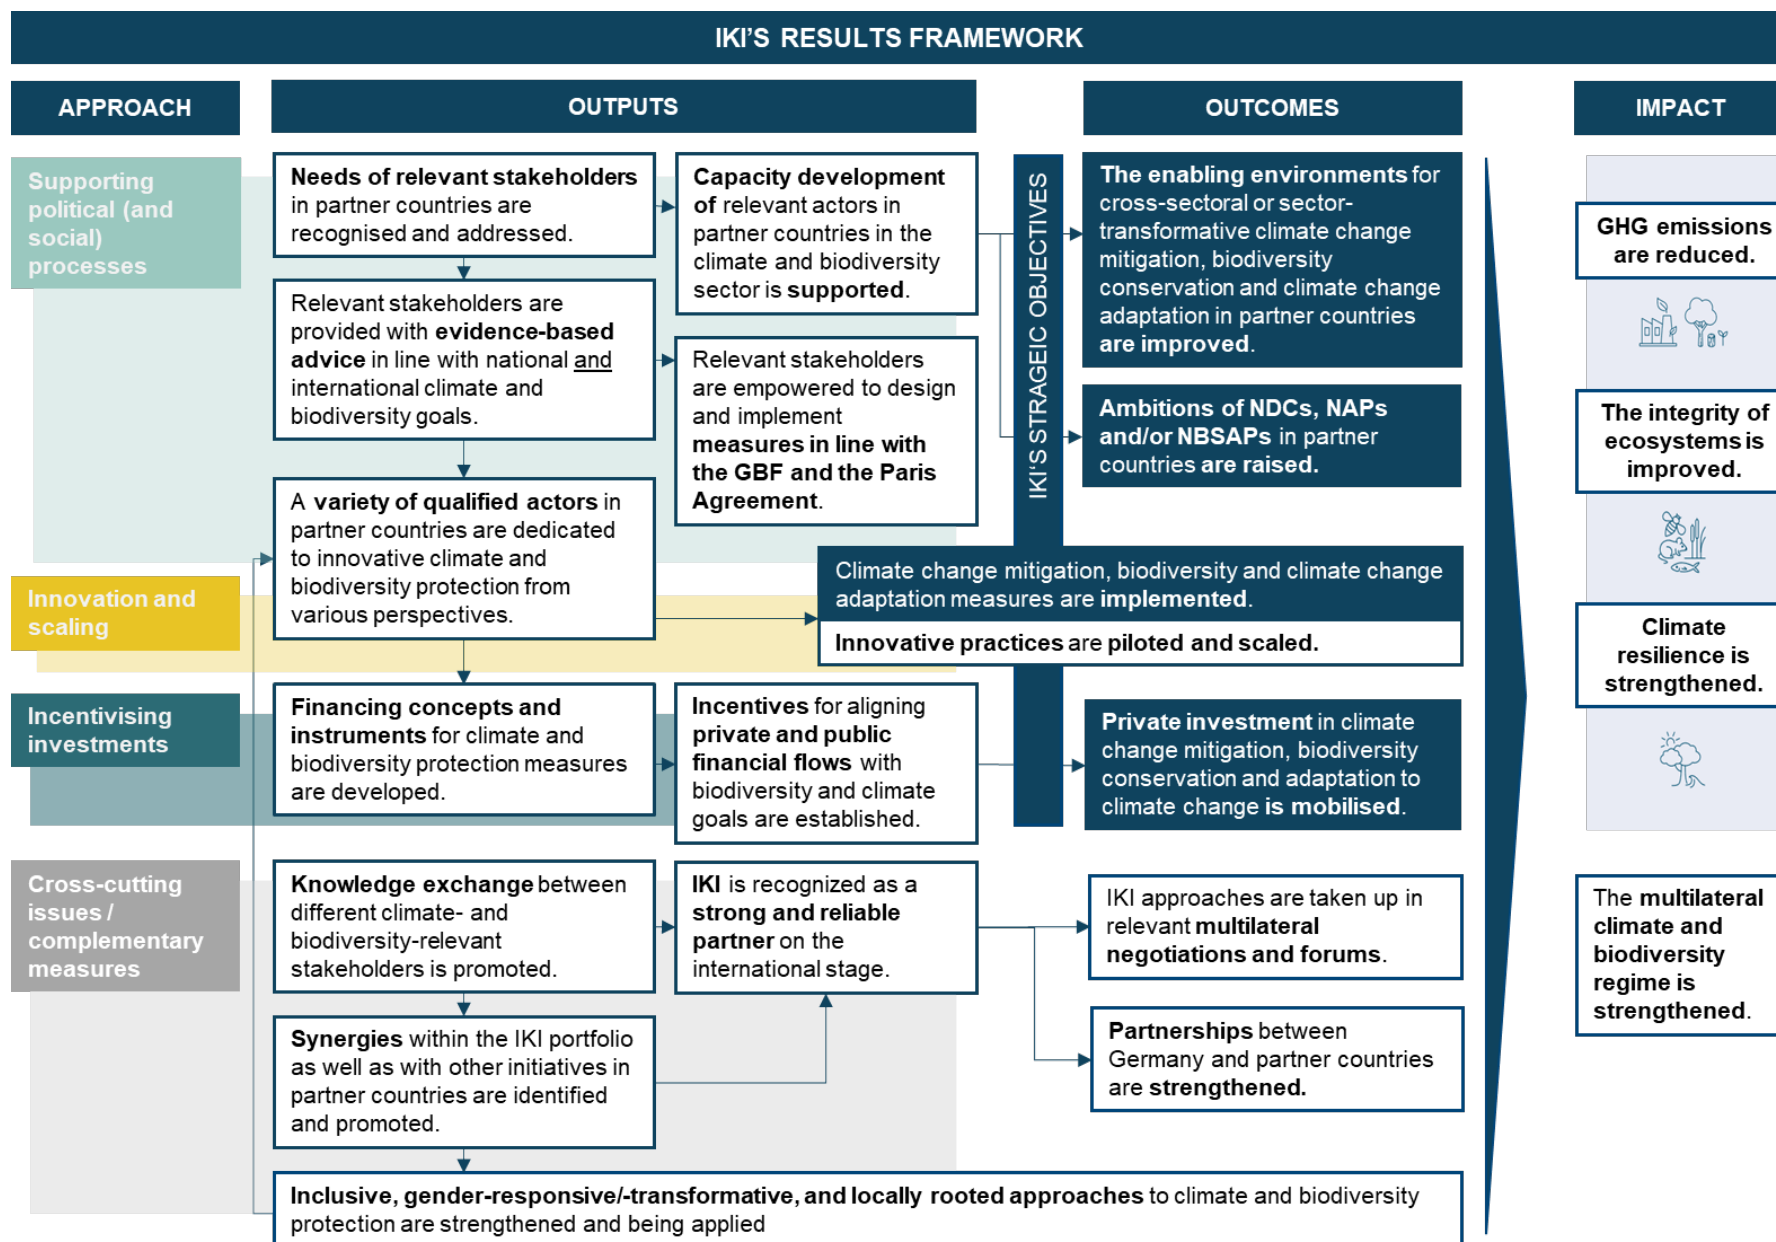 IKI'S RESULTS FRAMEWORK
APPROACH
OUTPUTS
OUTCOMES
IMPACT
Supporting
political (and
social)
processes
Needs of relevant stakeholders
in partner countries are
recognised and addressed.
Capacity development
of relevant actors in
partner countries in the
climate and biodiversity
sector is supported.
Relevant stakeholders are
provided with evidence-based
advice in line with national and
international climate and
biodiversity goals.
Relevant stakeholders
are empowered to design
and implement
measures in line with
the GBF and the Paris
Agreement.
A variety of qualified actors in
partner countries are dedicated
to innovative climate and
biodiversity protection from
various perspectives.
IKI'S STRAGEIC OBJECTIVES
The enabling environments for
cross-sectoral or sector-
transformative climate change
mitigation, biodiversity
conservation and climate change
adaptation in partner countries
are improved.
Ambitions of NDCs, NAPs
and/or NBSAPs in partner
countries are raised.
Innovation and
scaling
Climate change mitigation, biodiversity and climate change
adaptation measures are implemented.
Innovative practices are piloted and scaled.
Incentivising
investments
Financing concepts and
instruments for climate and
biodiversity protection measures
are developed.
Incentives for aligning
private and public
financial flows with
biodiversity and climate
goals are established.
Private investment in climate
change mitigation, biodiversity
conservation and adaptation to
climate change is mobilised.
Cross-cutting
issues /
complementary
measures
Knowledge exchange between
different climate- and
biodiversity-relevant
stakeholders is promoted.
IKI is recognized as a
strong and reliable
partner on the
international stage.
IKI approaches are taken up in
relevant multilateral
negotiations and forums.
Synergies within the IKI portfolio
as well as with other initiatives in
partner countries are identified
and promoted.
Partnerships between
Germany and partner countries
are strengthened.
Inclusive, gender-responsive/-transformative, and locally rooted approaches to climate and biodiversity
protection are strengthened and being applied
GHG emissions
are reduced.
The integrity of
ecosystems is
improved.
Climate
resilience is
strengthened.
The multilateral
climate and
biodiversity
regime is
strengthened.